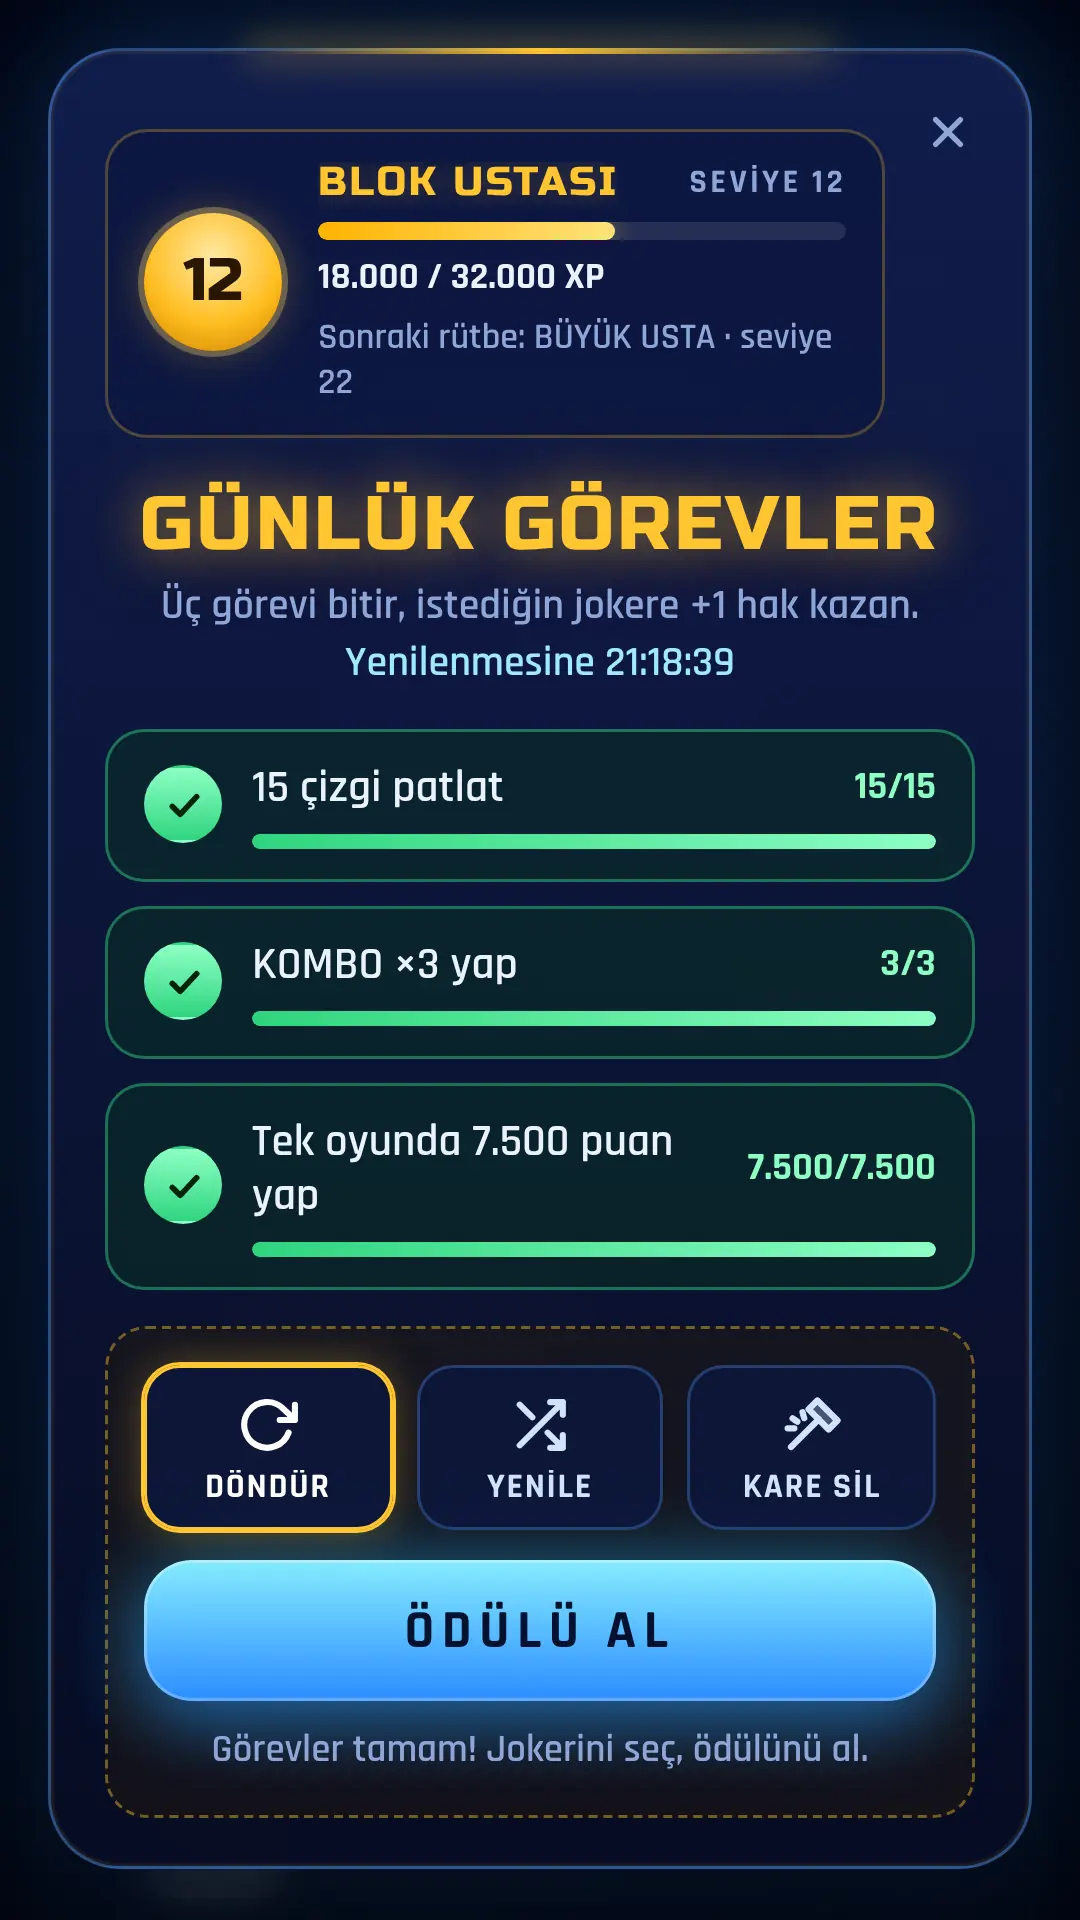 BLOK USTASI
SEVİYE 12
12
18.000 / 32.000 XP
Sonraki rütbe: BÜYÜK USTA · seviye
22
GÜNLÜK GÖREVLER
Üç görevi bitir, istediğin jokere +1 hak kazan.
Yenilenmesine 21:18:39
15 çizgi patlat
15/15
KOMBO ×3 yap
3/3
Tek oyunda 7.500 puan
yap
7.500/7.500
DÖNDÜR
YENİLE
KARE SİL
ÖDÜLÜ AL
Görevler tamam! Jokerini seç, ödülünü al.